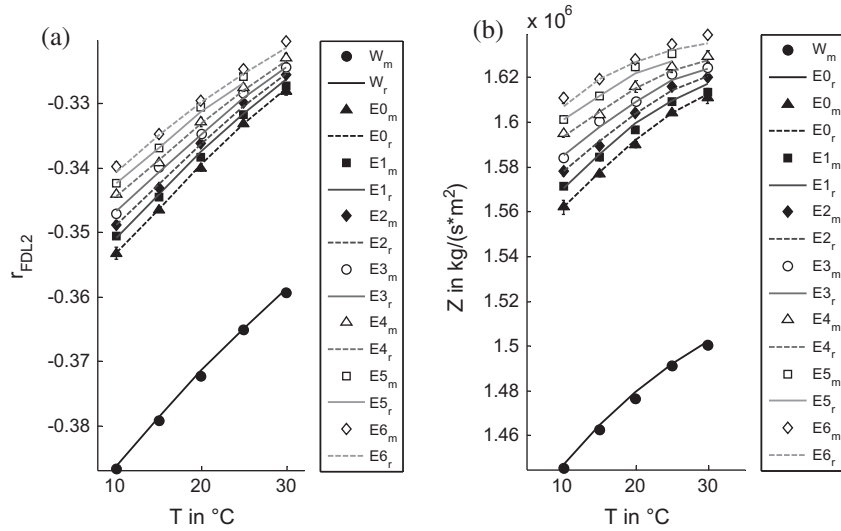 (a)
r_FDL2
-0.33
-0.34
-0.35
-0.36
-0.37
-0.38
10 15 20 25 30
T in °C
W_m
W_r
E0_m
E0_r
E1_m
E1_r
E2_m
E2_r
E3_m
E3_r
E4_m
E4_r
E5_m
E5_r
E6_m
E6_r
(b)
x 10^6
Z in kg/(s*m^2)
1.62
1.6
1.58
1.56
1.54
1.52
1.5
1.48
1.46
10 15 20 25 30
T in °C
W_m
E0_r
E0_m
E0_r
E1_m
E1_r
E2_m
E2_r
E3_m
E3_r
E4_m
E4_r
E5_m
E5_r
E6_m
E6_r